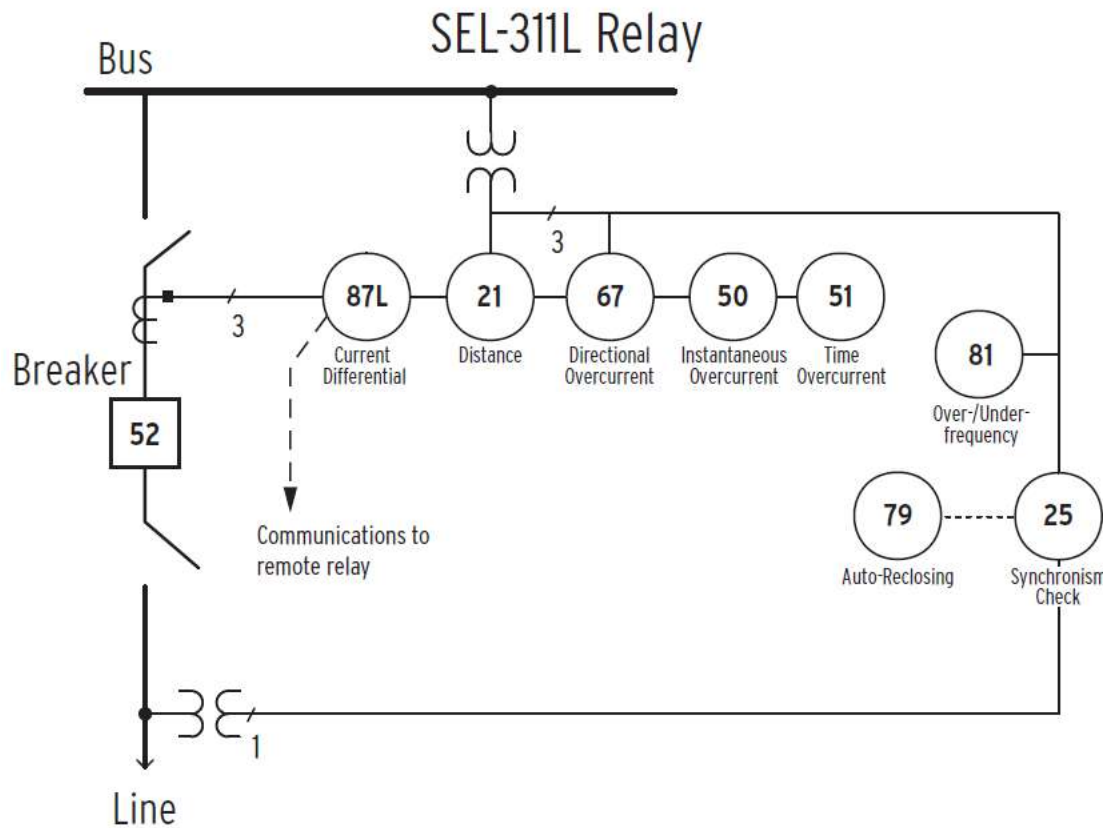 SEL-311L Relay
Bus
3
3
87L
21
67
50
51
Current
Differential
Distance
Directional
Overcurrent
Instantaneous
Overcurrent
Time
Overcurrent
81
Over-/Under-
frequency
Breaker
52
79
25
Auto-Reclosing
Synchronism
Check
Communications to
remote relay
1
Line